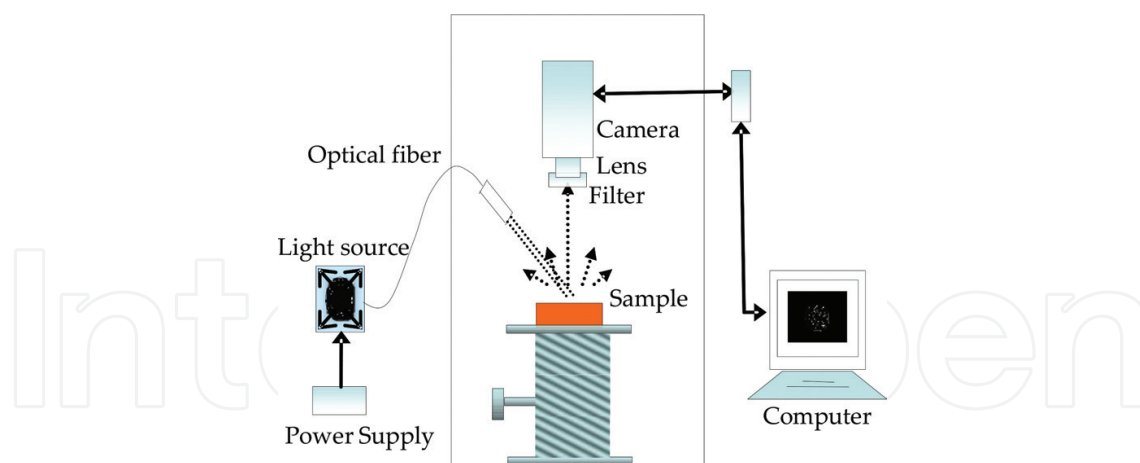 Camera
Optical fiber
Lens
Filter
Light source
Sample
Computer
Power Supply